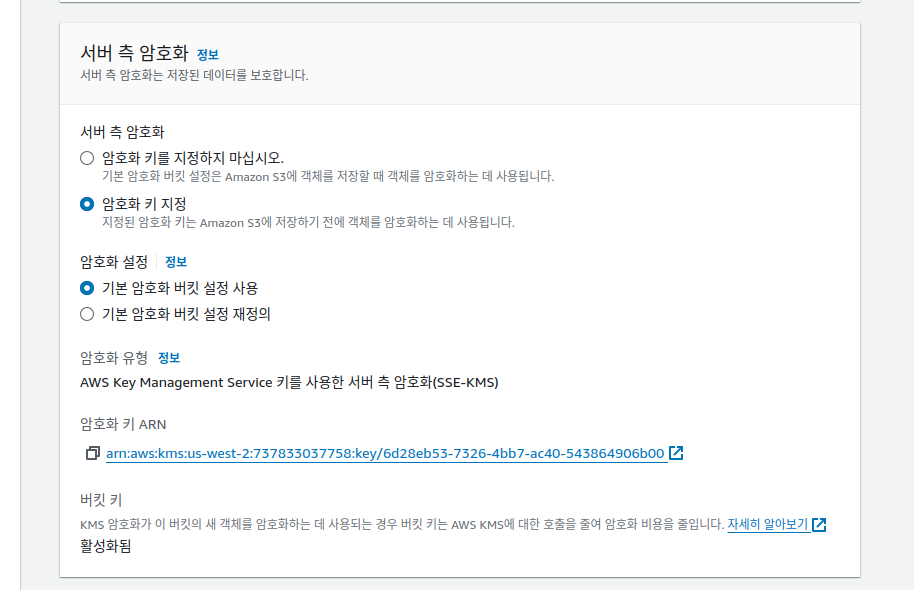 서버 측 암호화 정보
서버 측 암호화는 저장된 데이터를 보호합니다.
서버 측 암호화
암호화 키를 지정하지 마십시오.
기본 암호화 버킷 설정은 Amazon S3에 객체를 저장할 때 객체를 암호화하는 데 사용됩니다.
암호화 키 지정
지정된 암호화 키는 Amazon S3에 저장하기 전에 객체를 암호화하는 데 사용됩니다.
암호화 설정 정보
기본 암호화 버킷 설정 사용
기본 암호화 버킷 설정 재정의
암호화 유형 정보
AWS Key Management Service 키를 사용한 서버 측 암호화(SSE-KMS)
암호화 키 ARN
arn:aws:kms:us-west-2:737833037758:key/6d28eb53-7326-4bb7-ac40-543864906b00
버킷 키
KMS 암호화가 이 버킷의 새 객체를 암호화하는 데 사용되는 경우 버킷 키는 AWS KMS에 대한 호출을 줄여 암호화 비용을 줄입니다. 자세히 알아보기
활성화됨